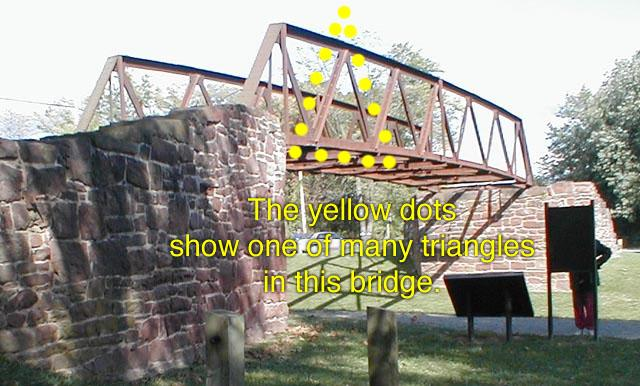 The yellow dots
show one of many triangles
in this bridge.